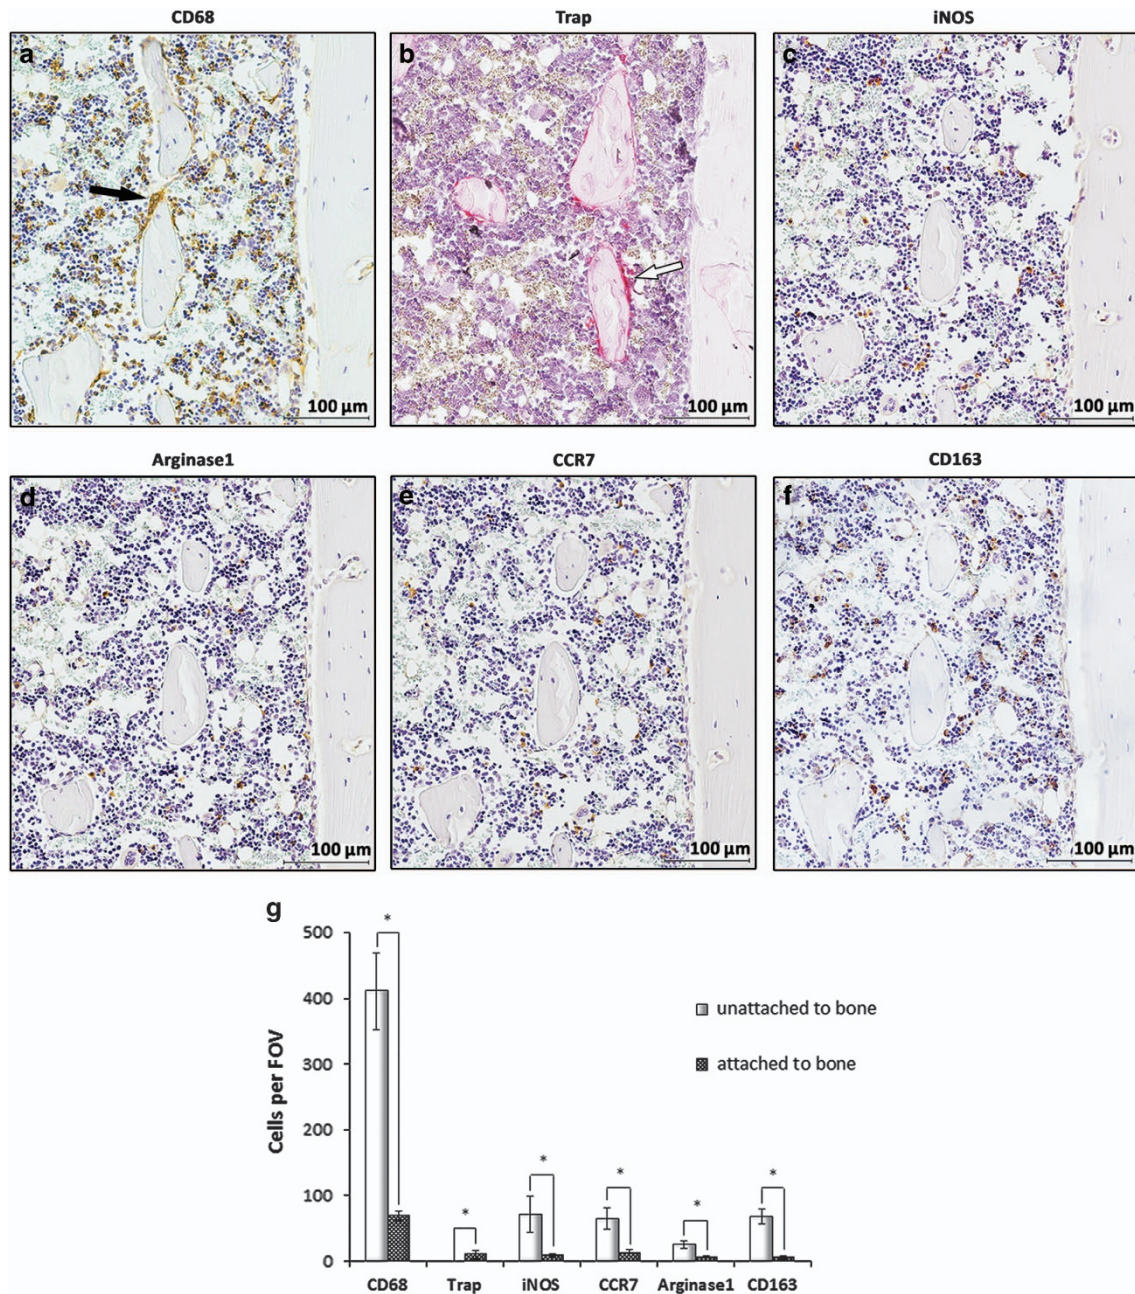 CD68 Trap iNOS
a b c
100 µm 100 µm 100 µm
Arginase1 CCR7 CD163
d e f
100 µm 100 µm 100 µm
g
500
*
400
unattached to bone
300
attached to bone
Cells per FOV
200
* * * * *
100
0
CD68 Trap iNOS CCR7 Arginase1 CD163